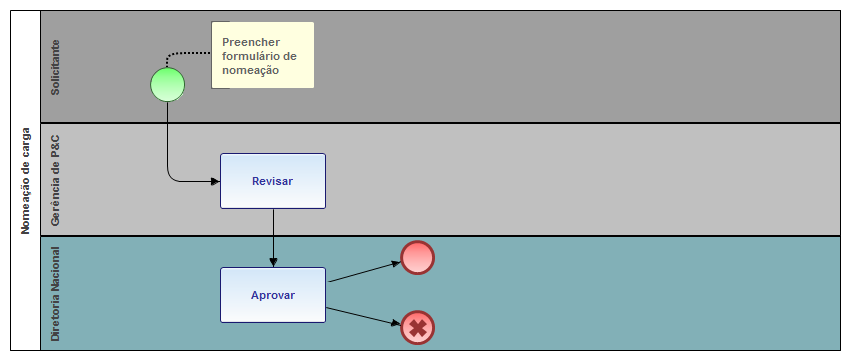 Nomeação de carga
Solicitante
Preencher
formulário de
nomeação
Gerência de P&C
Revisar
Diretoria Nacional
Aprovar